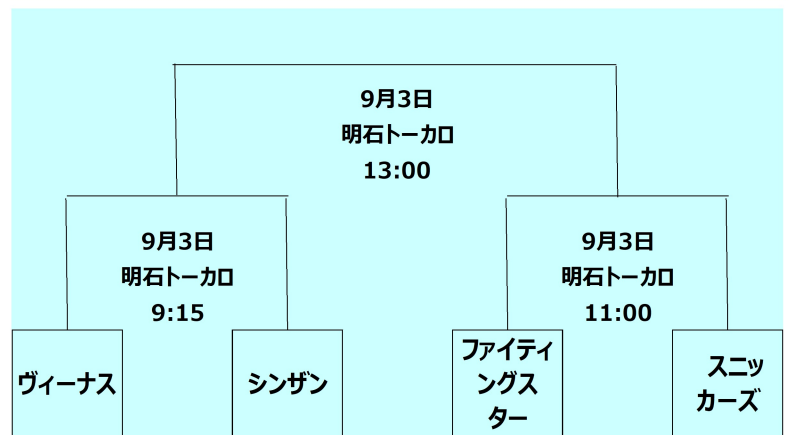 9月3日
明石トーカロ
13:00
9月3日
明石トーカロ
9:15
9月3日
明石トーカロ
11:00
ヴィーナス
シンザン
ファイティ
ングス
ター
スニッ
カーズ